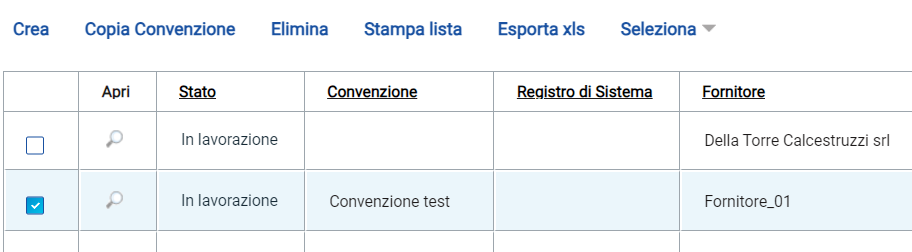 Crea Copia Convenzione Elimina Stampa lista Esporta xls Seleziona
Apri Stato Convenzione Registro di Sistema Fornitore
In lavorazione Della Torre Calcestruzzi srl
In lavorazione Convenzione test Fornitore_01